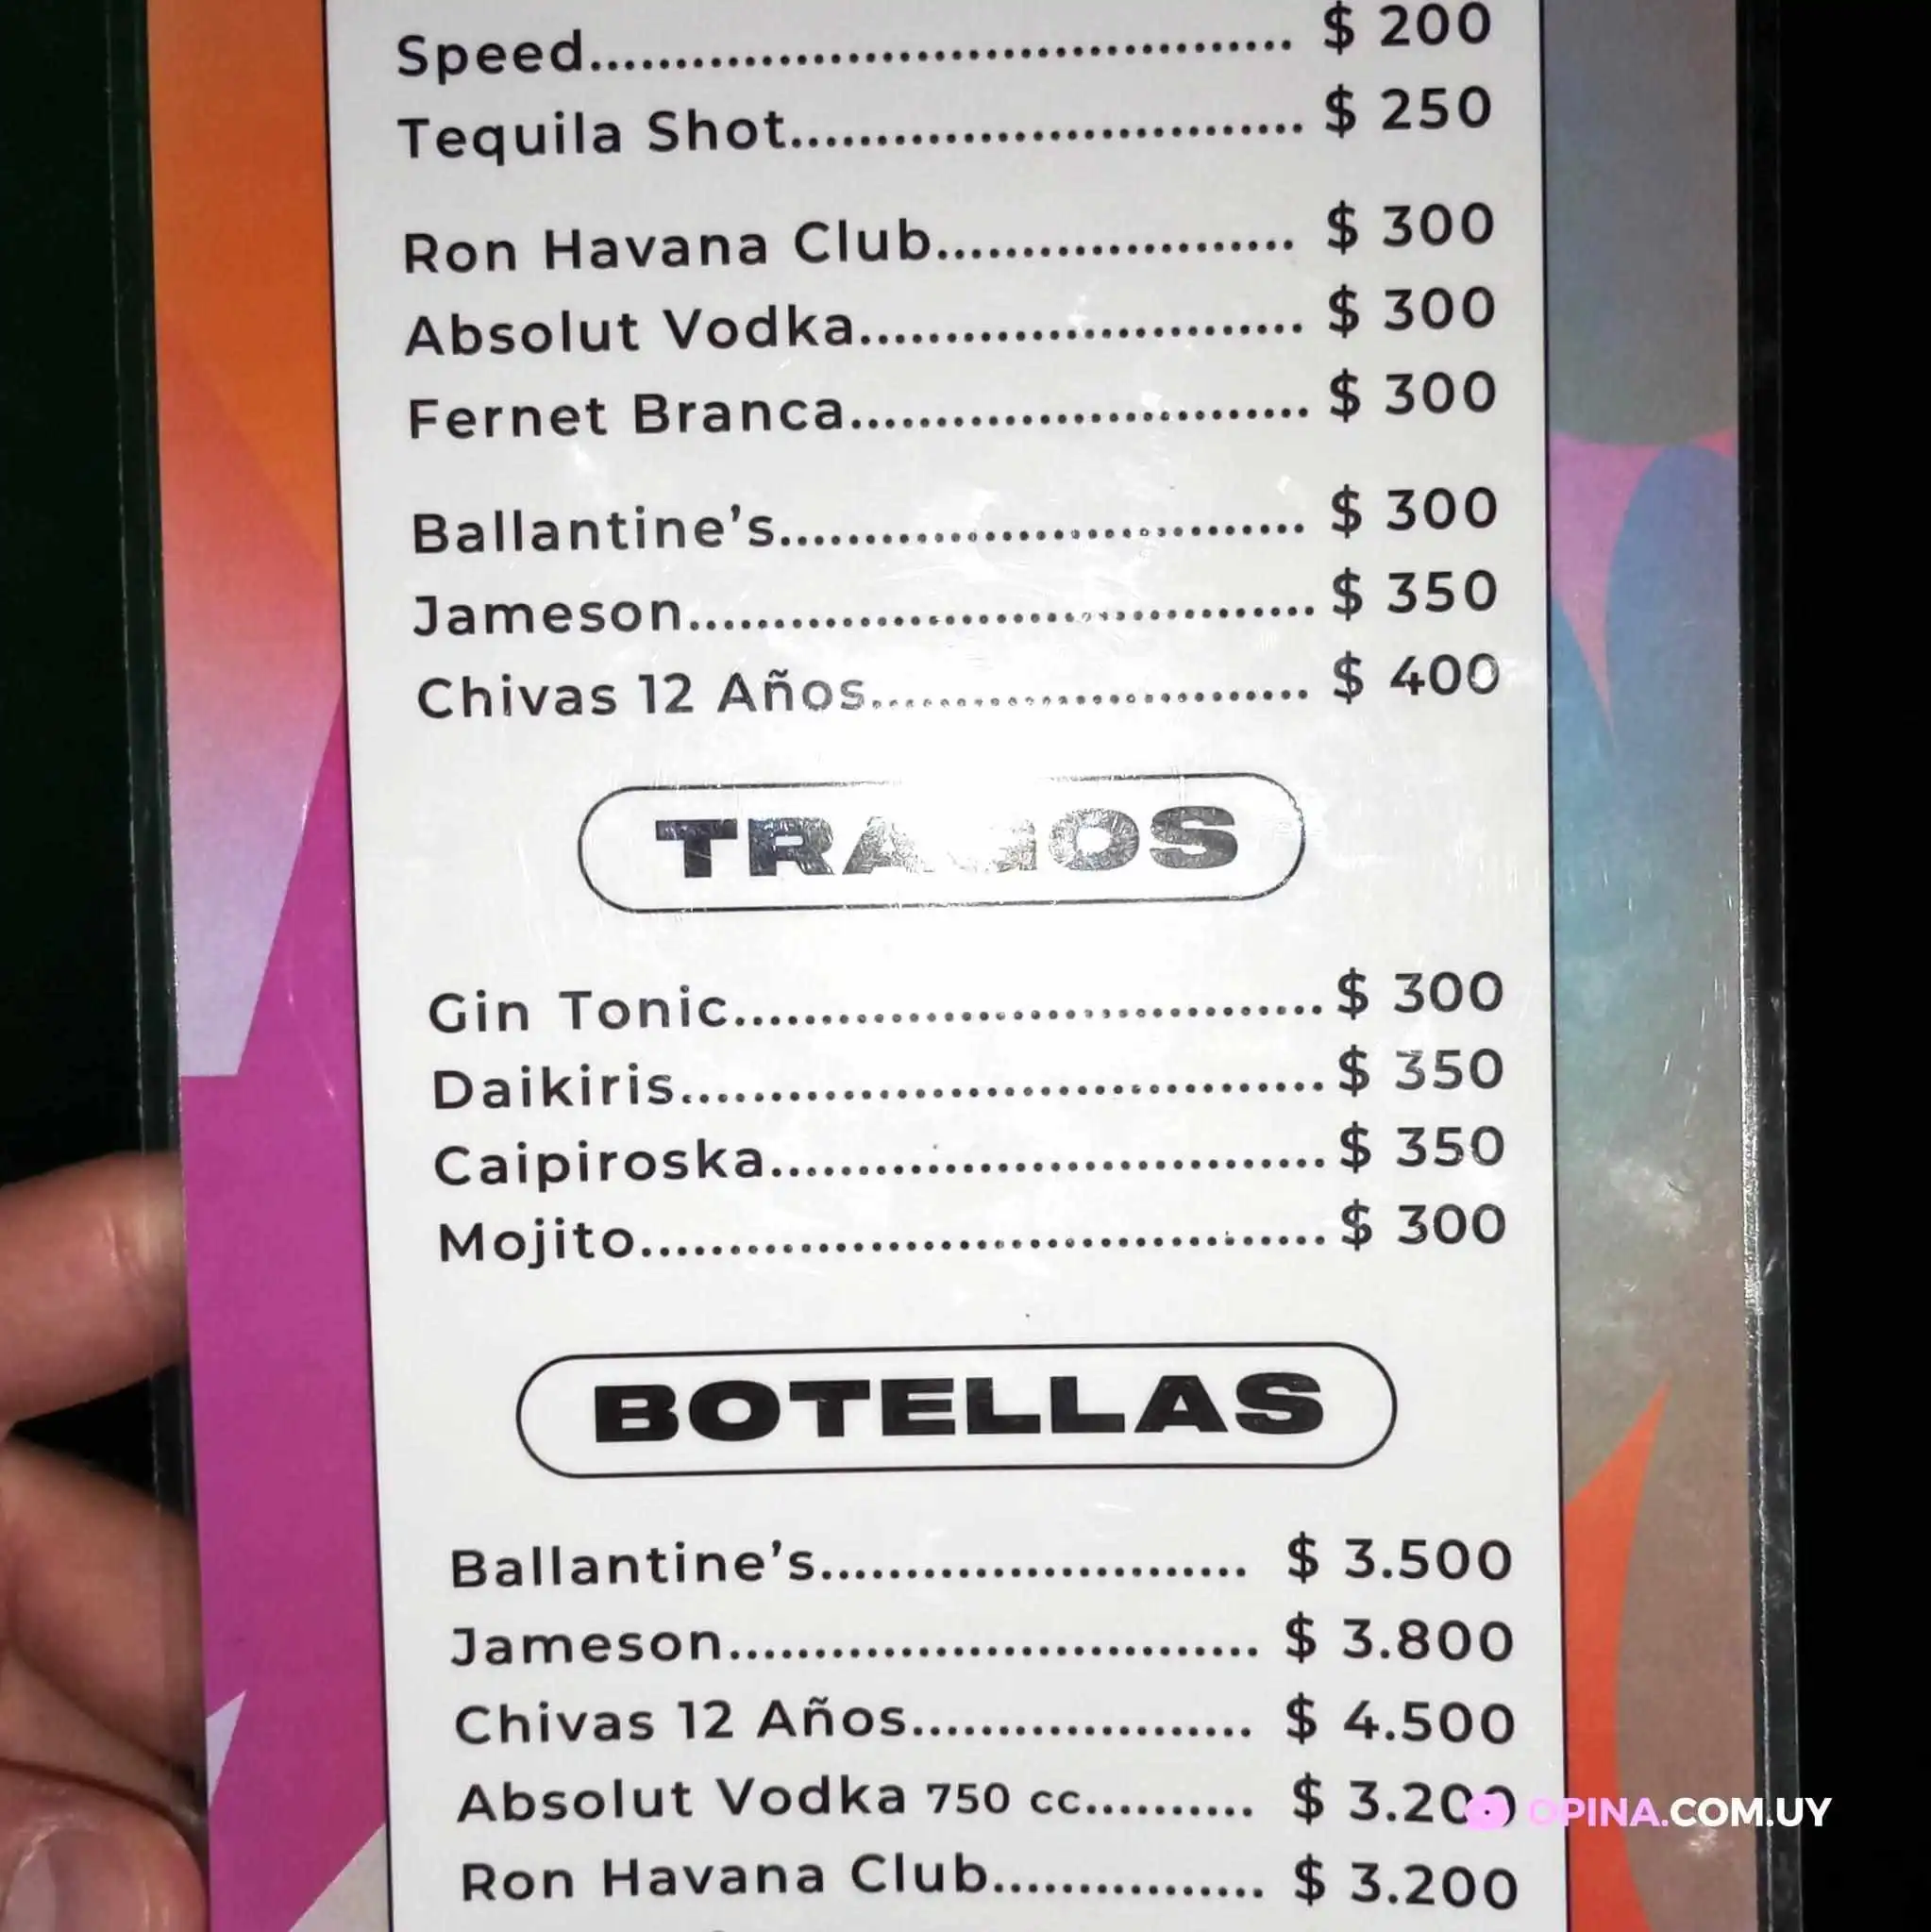 Speed........................................ $ 200
Tequila Shot.............................. $ 250
Ron Havana Club..................... $ 300
Absolut Vodka.......................... $ 300
Fernet Branca........................... $ 300
Ballantine’s............................... $ 300
Jameson..................................... $ 350
Chivas 12 Años.......................... $ 400
TRAGOS
Gin Tonic.................................. $ 300
Daikiris..................................... $ 350
Caipiroska................................ $ 350
Mojito........................................ $ 300
BOTELLAS
Ballantine’s......................... $ 3.500
Jameson............................... $ 3.800
Chivas 12 Años.................... $ 4.500
Absolut Vodka 750 cc.......... $ 3.200
OPINA.COM.UY
Ron Havana Club................ $ 3.200